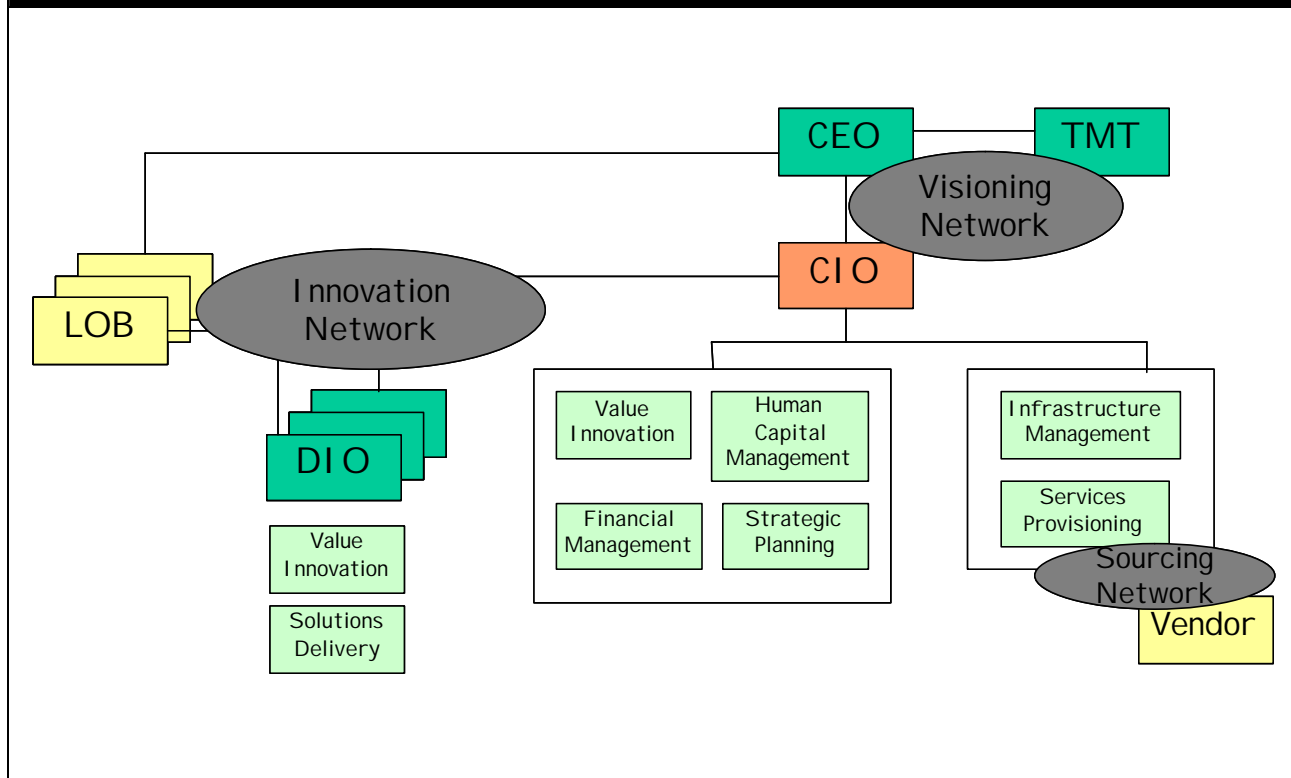 CEO
TMT
Visioning
Network
CIO
Innovation
Network
LOB
DIO
Value
Innovation
Solutions
Delivery
Value
Innovation
Human
Capital
Management
Financial
Management
Strategic
Planning
Infrastructure
Management
Services
Provisioning
Sourcing
Network
Vendor